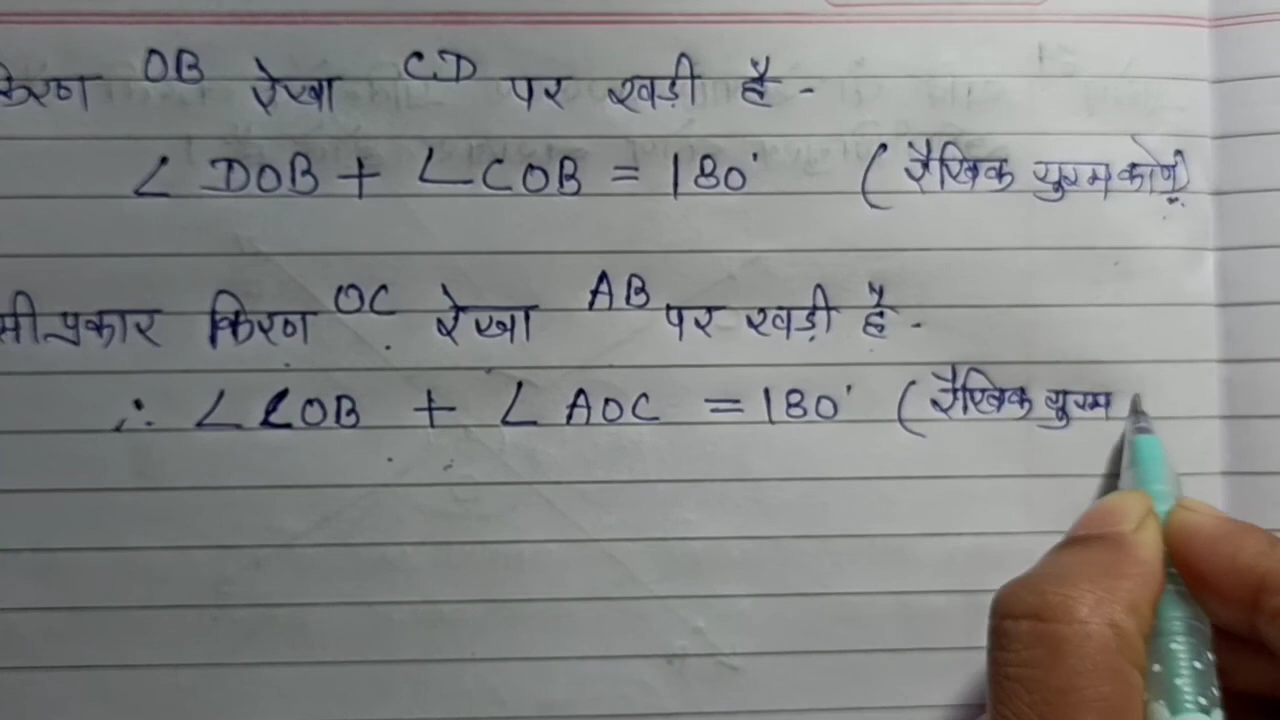 किरण OB रेखा CD पर खड़ी है -
∠DOB + ∠COB = 180° (रैखिक युग्म कोण)
सी प्रकार किरण OC रेखा AB पर खड़ी है -
∴ ∠COB + ∠AOC = 180° (रैखिक युग्म